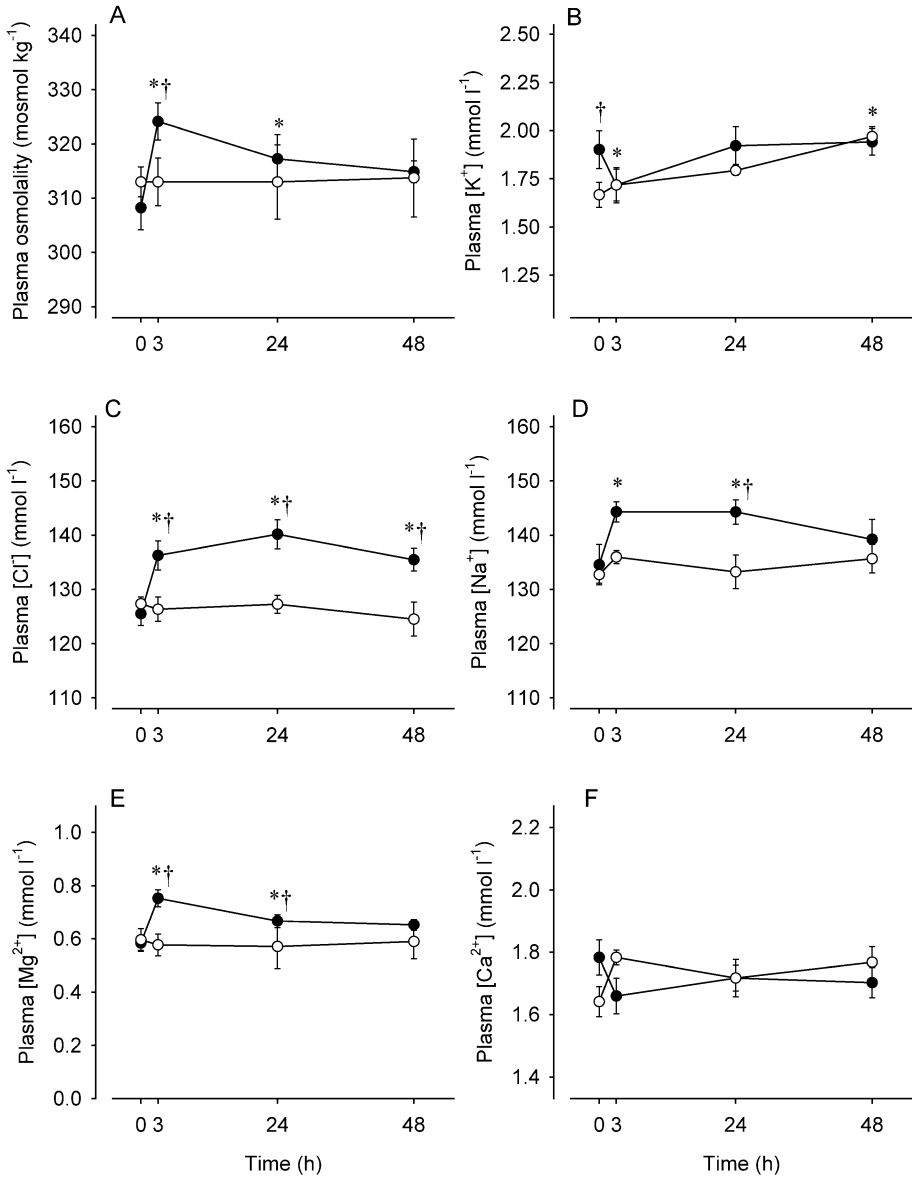 A
Plasma osmolality (mosmol kg⁻¹)
340
330
320
310
300
290
*†
*
0 3 24 48
B
Plasma [K⁺] (mmol l⁻¹)
2.50
2.25
2.00
1.75
1.50
1.25
†
*
*
0 3 24 48
C
Plasma [Cl⁻] (mmol l⁻¹)
160
150
140
130
120
110
*†
*†
*†
0 3 24 48
D
Plasma [Na⁺] (mmol l⁻¹)
160
150
140
130
120
110
*
*†
0 3 24 48
E
Plasma [Mg²⁺] (mmol l⁻¹)
1.0
0.8
0.6
0.4
0.2
0.0
*†
*†
0 3 24 48
Time (h)
F
Plasma [Ca²⁺] (mmol l⁻¹)
2.2
2.0
1.8
1.6
1.4
0 3 24 48
Time (h)